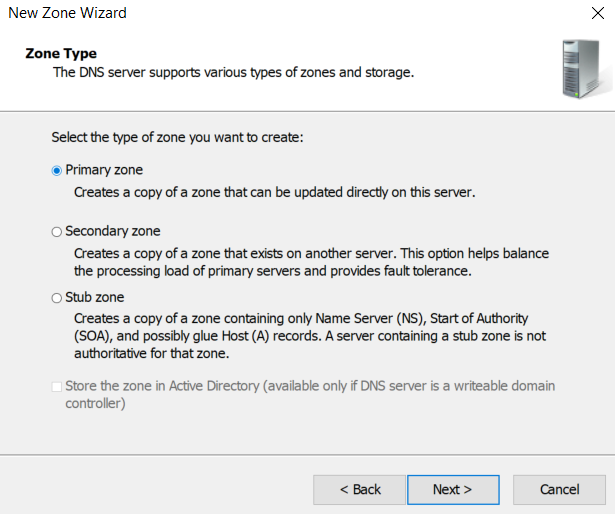 New Zone Wizard
Zone Type
The DNS server supports various types of zones and storage.
Select the type of zone you want to create:
Primary zone
Creates a copy of a zone that can be updated directly on this server.
Secondary zone
Creates a copy of a zone that exists on another server. This option helps balance
the processing load of primary servers and provides fault tolerance.
Stub zone
Creates a copy of a zone containing only Name Server (NS), Start of Authority
(SOA), and possibly glue Host (A) records. A server containing a stub zone is not
authoritative for that zone.
Store the zone in Active Directory (available only if DNS server is a writeable domain
controller)
< Back Next > Cancel